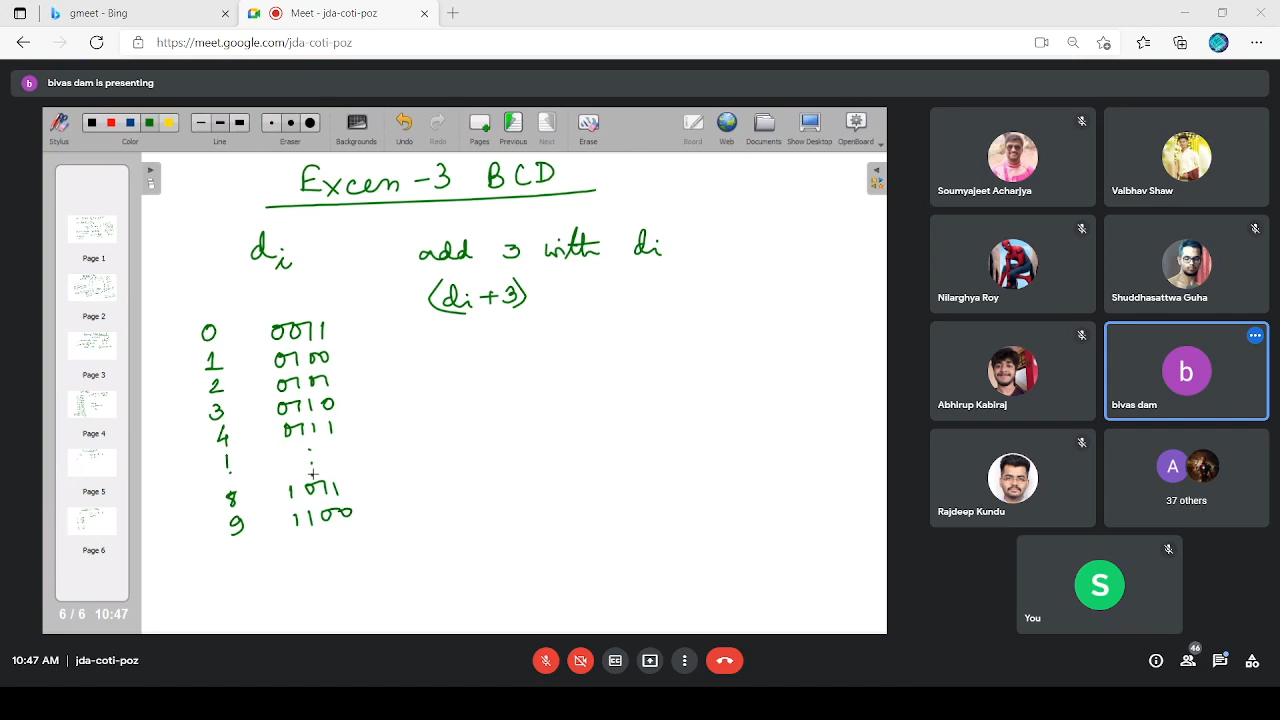 gmeet - Bing
Meet - jda-coti-poz
https://meet.google.com/jda-coti-poz
b
bivas dam is presenting
Stylus
Color
Line
Eraser
Backgrounds
Undo
Redo
Pages
Previous
Next
Erase
Board
Web
Documents
Show Desktop
OpenBoard
Page 1
Page 2
Page 3
Page 4
Page 5
Page 6
6 / 6 10:47
Excen -3 BCD
di add 3 with di
(di + 3)
0 0011
1 0100
2 0101
3 0110
4 0111
8 1011
9 1100
Soumyajeet Acharjya
Vaibhav Shaw
Nilarghya Roy
Shuddhasattwa Guha
Abhirup Kabiraj
b
bivas dam
Rajdeep Kundu
A
37 others
S
You
10:47 AM | jda-coti-poz
46